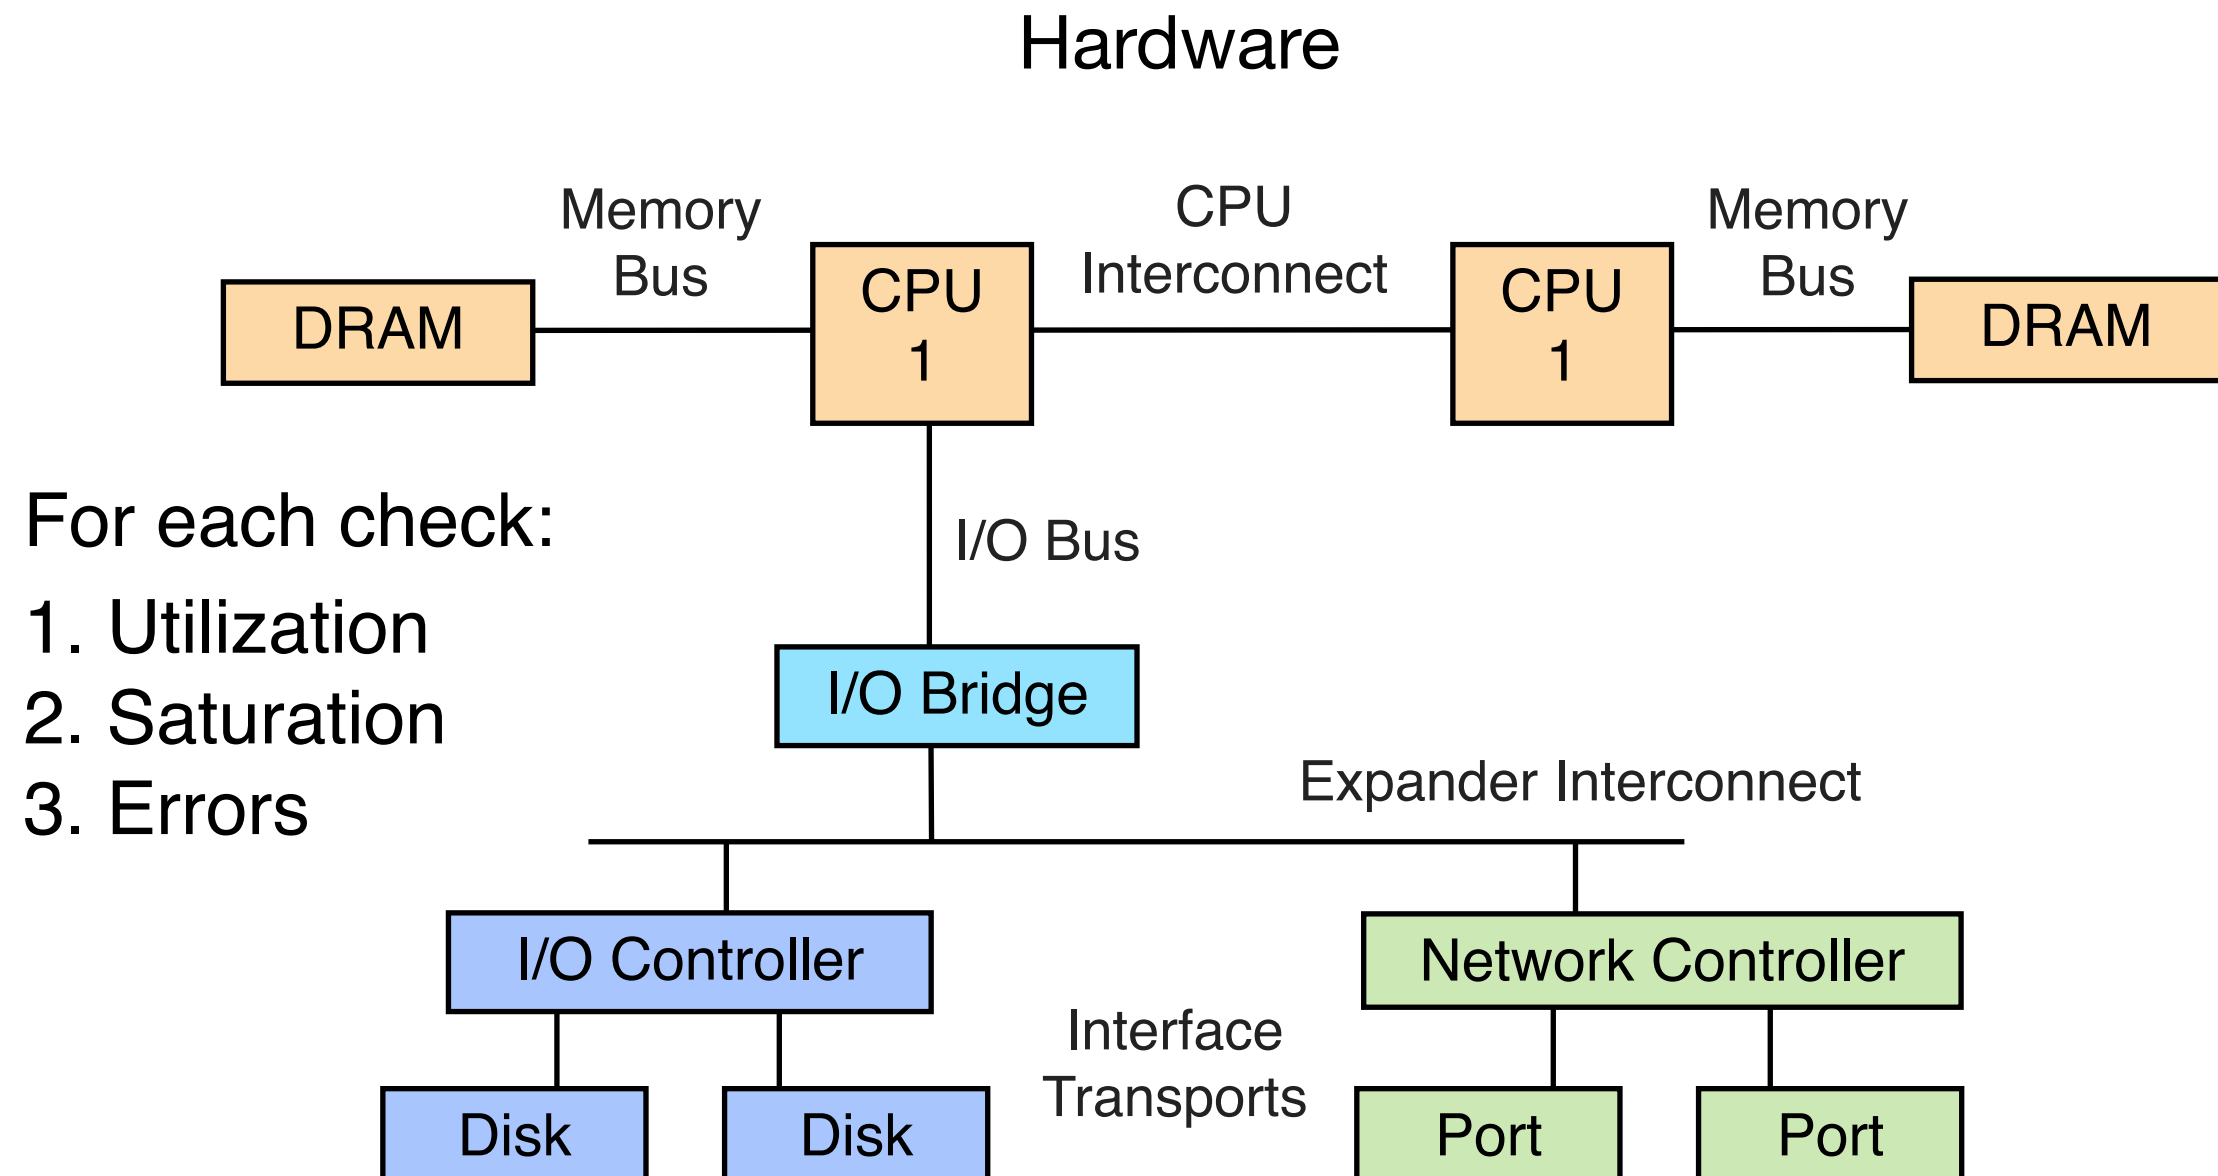 Hardware
Memory
Bus
CPU
Interconnect
Memory
Bus
DRAM
CPU
1
CPU
1
DRAM
For each check:
1. Utilization
2. Saturation
3. Errors
I/O Bus
I/O Bridge
Expander Interconnect
I/O Controller
Network Controller
Interface
Transports
Disk
Disk
Port
Port